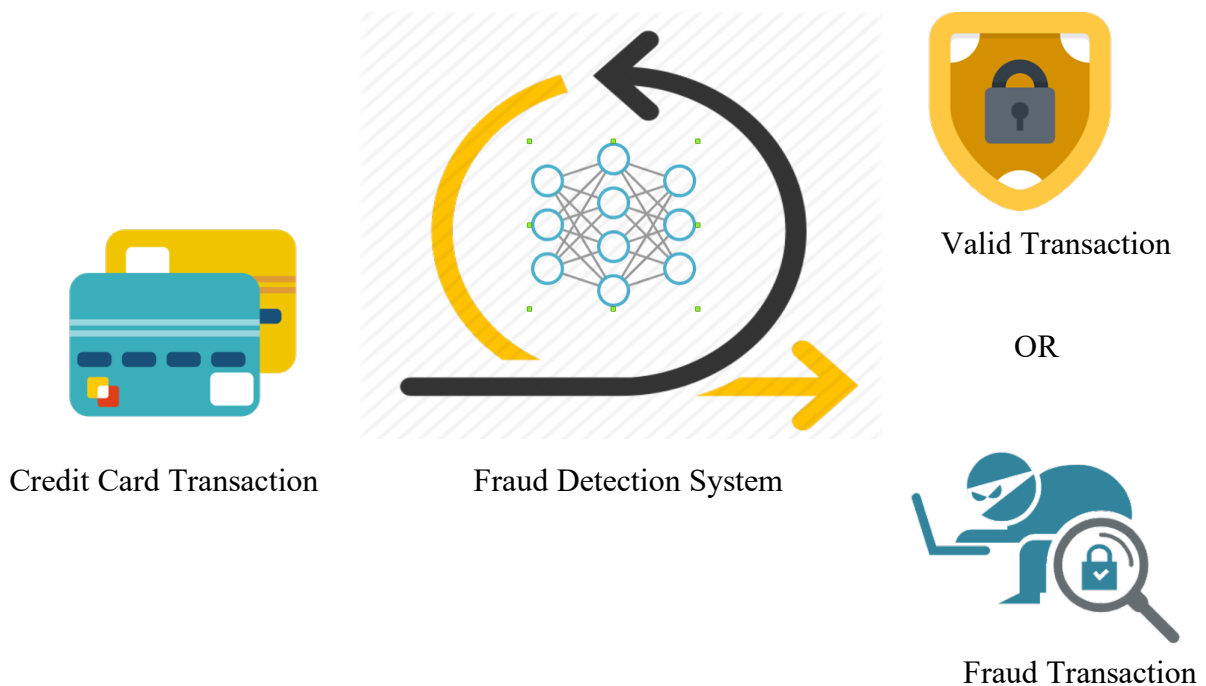 Credit Card Transaction
Fraud Detection System
Valid Transaction
OR
Fraud Transaction